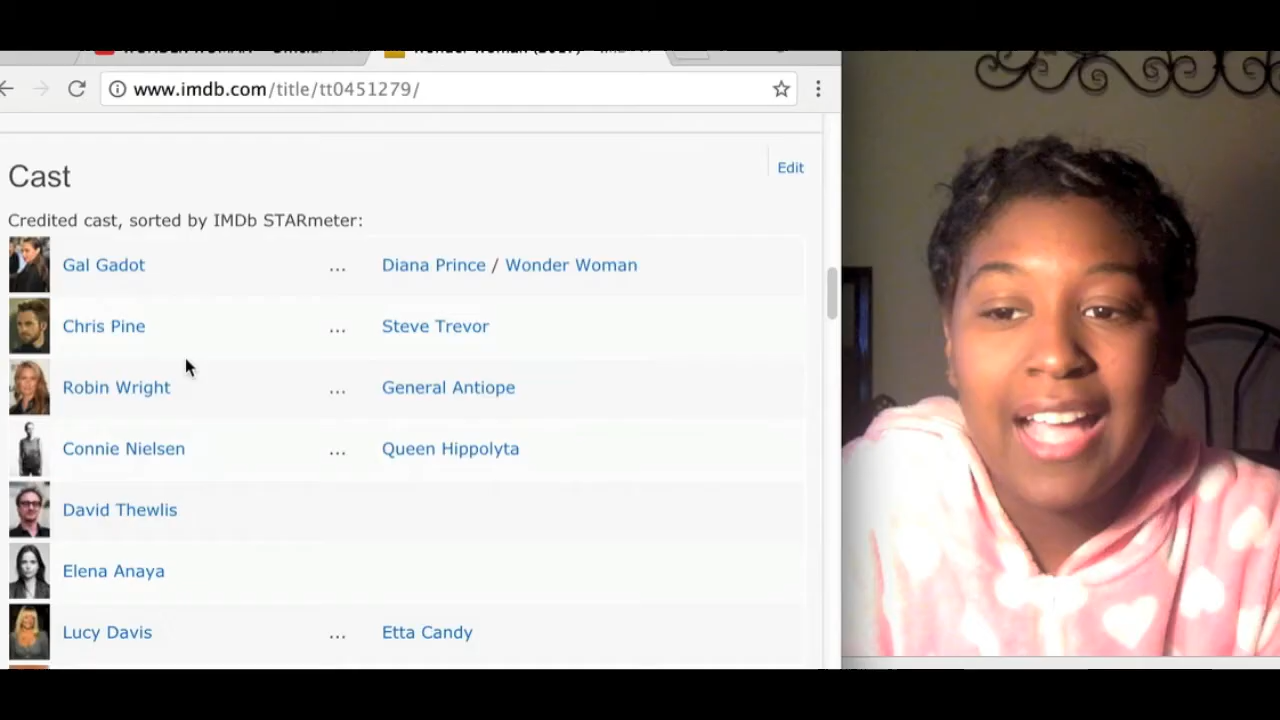 www.imdb.com/title/tt0451279/
Cast
Edit
Credited cast, sorted by IMDb STARmeter:
Gal Gadot ... Diana Prince / Wonder Woman
Chris Pine ... Steve Trevor
Robin Wright ... General Antiope
Connie Nielsen ... Queen Hippolyta
David Thewlis
Elena Anaya
Lucy Davis ... Etta Candy